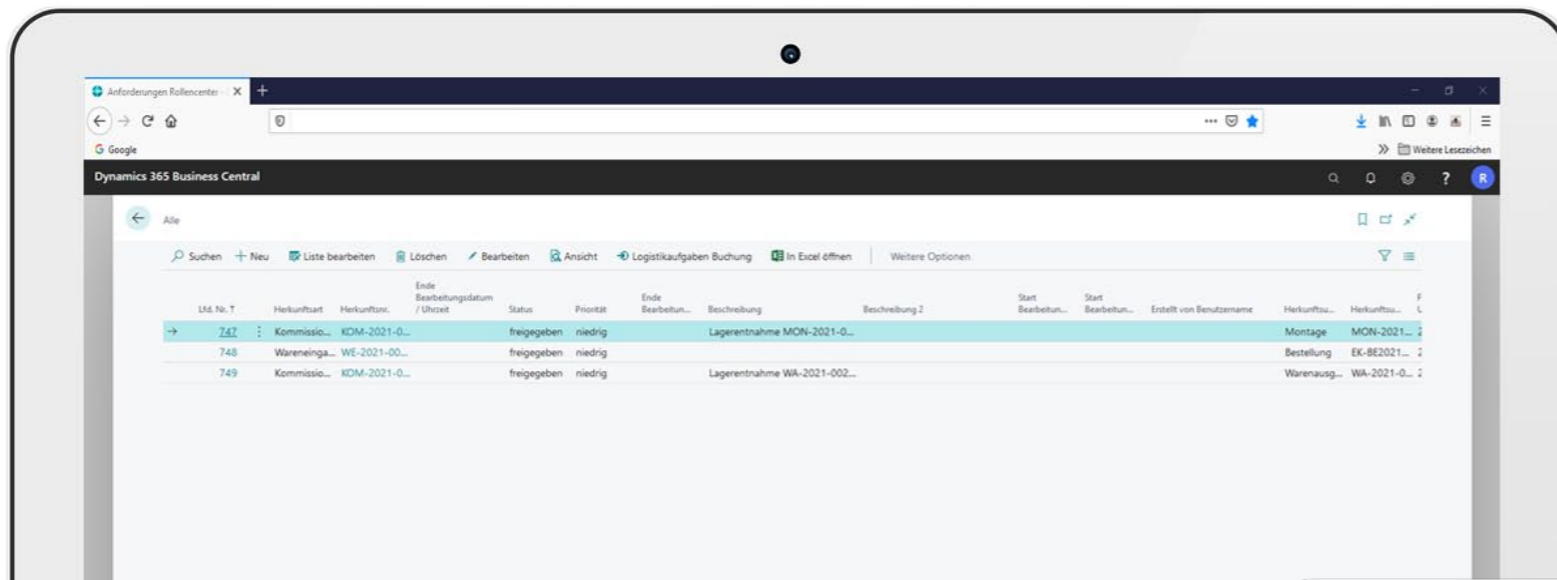 Anforderungen Rollencenter -
Google
Weitere Lesezeichen
Dynamics 365 Business Central
R
Alle
Suchen Neu Liste bearbeiten Löschen Bearbeiten Ansicht Logistikaufgaben Buchung In Excel öffnen Weitere Optionen
Lfd. Nr. Herkunftsart Herkunftsnr. Ende Bearbeitungsdatum / Uhrzeit Status Priorität Ende Bearbeitun... Beschreibung Beschreibung 2 Start Bearbeitun... Start Bearbeitun... Erstellt von Benutzername Herkunftsu... Herkunftsu...
747 Kommissio... KOM-2021-0... freigegeben niedrig Lagerentnahme MON-2021-0... Montage MON-2021...
748 Wareneinga... WE-2021-00... freigegeben niedrig Bestellung EK-BE2021...
749 Kommissio... KOM-2021-0... freigegeben niedrig Lagerentnahme WA-2021-002... Warenausg... WA-2021-0...